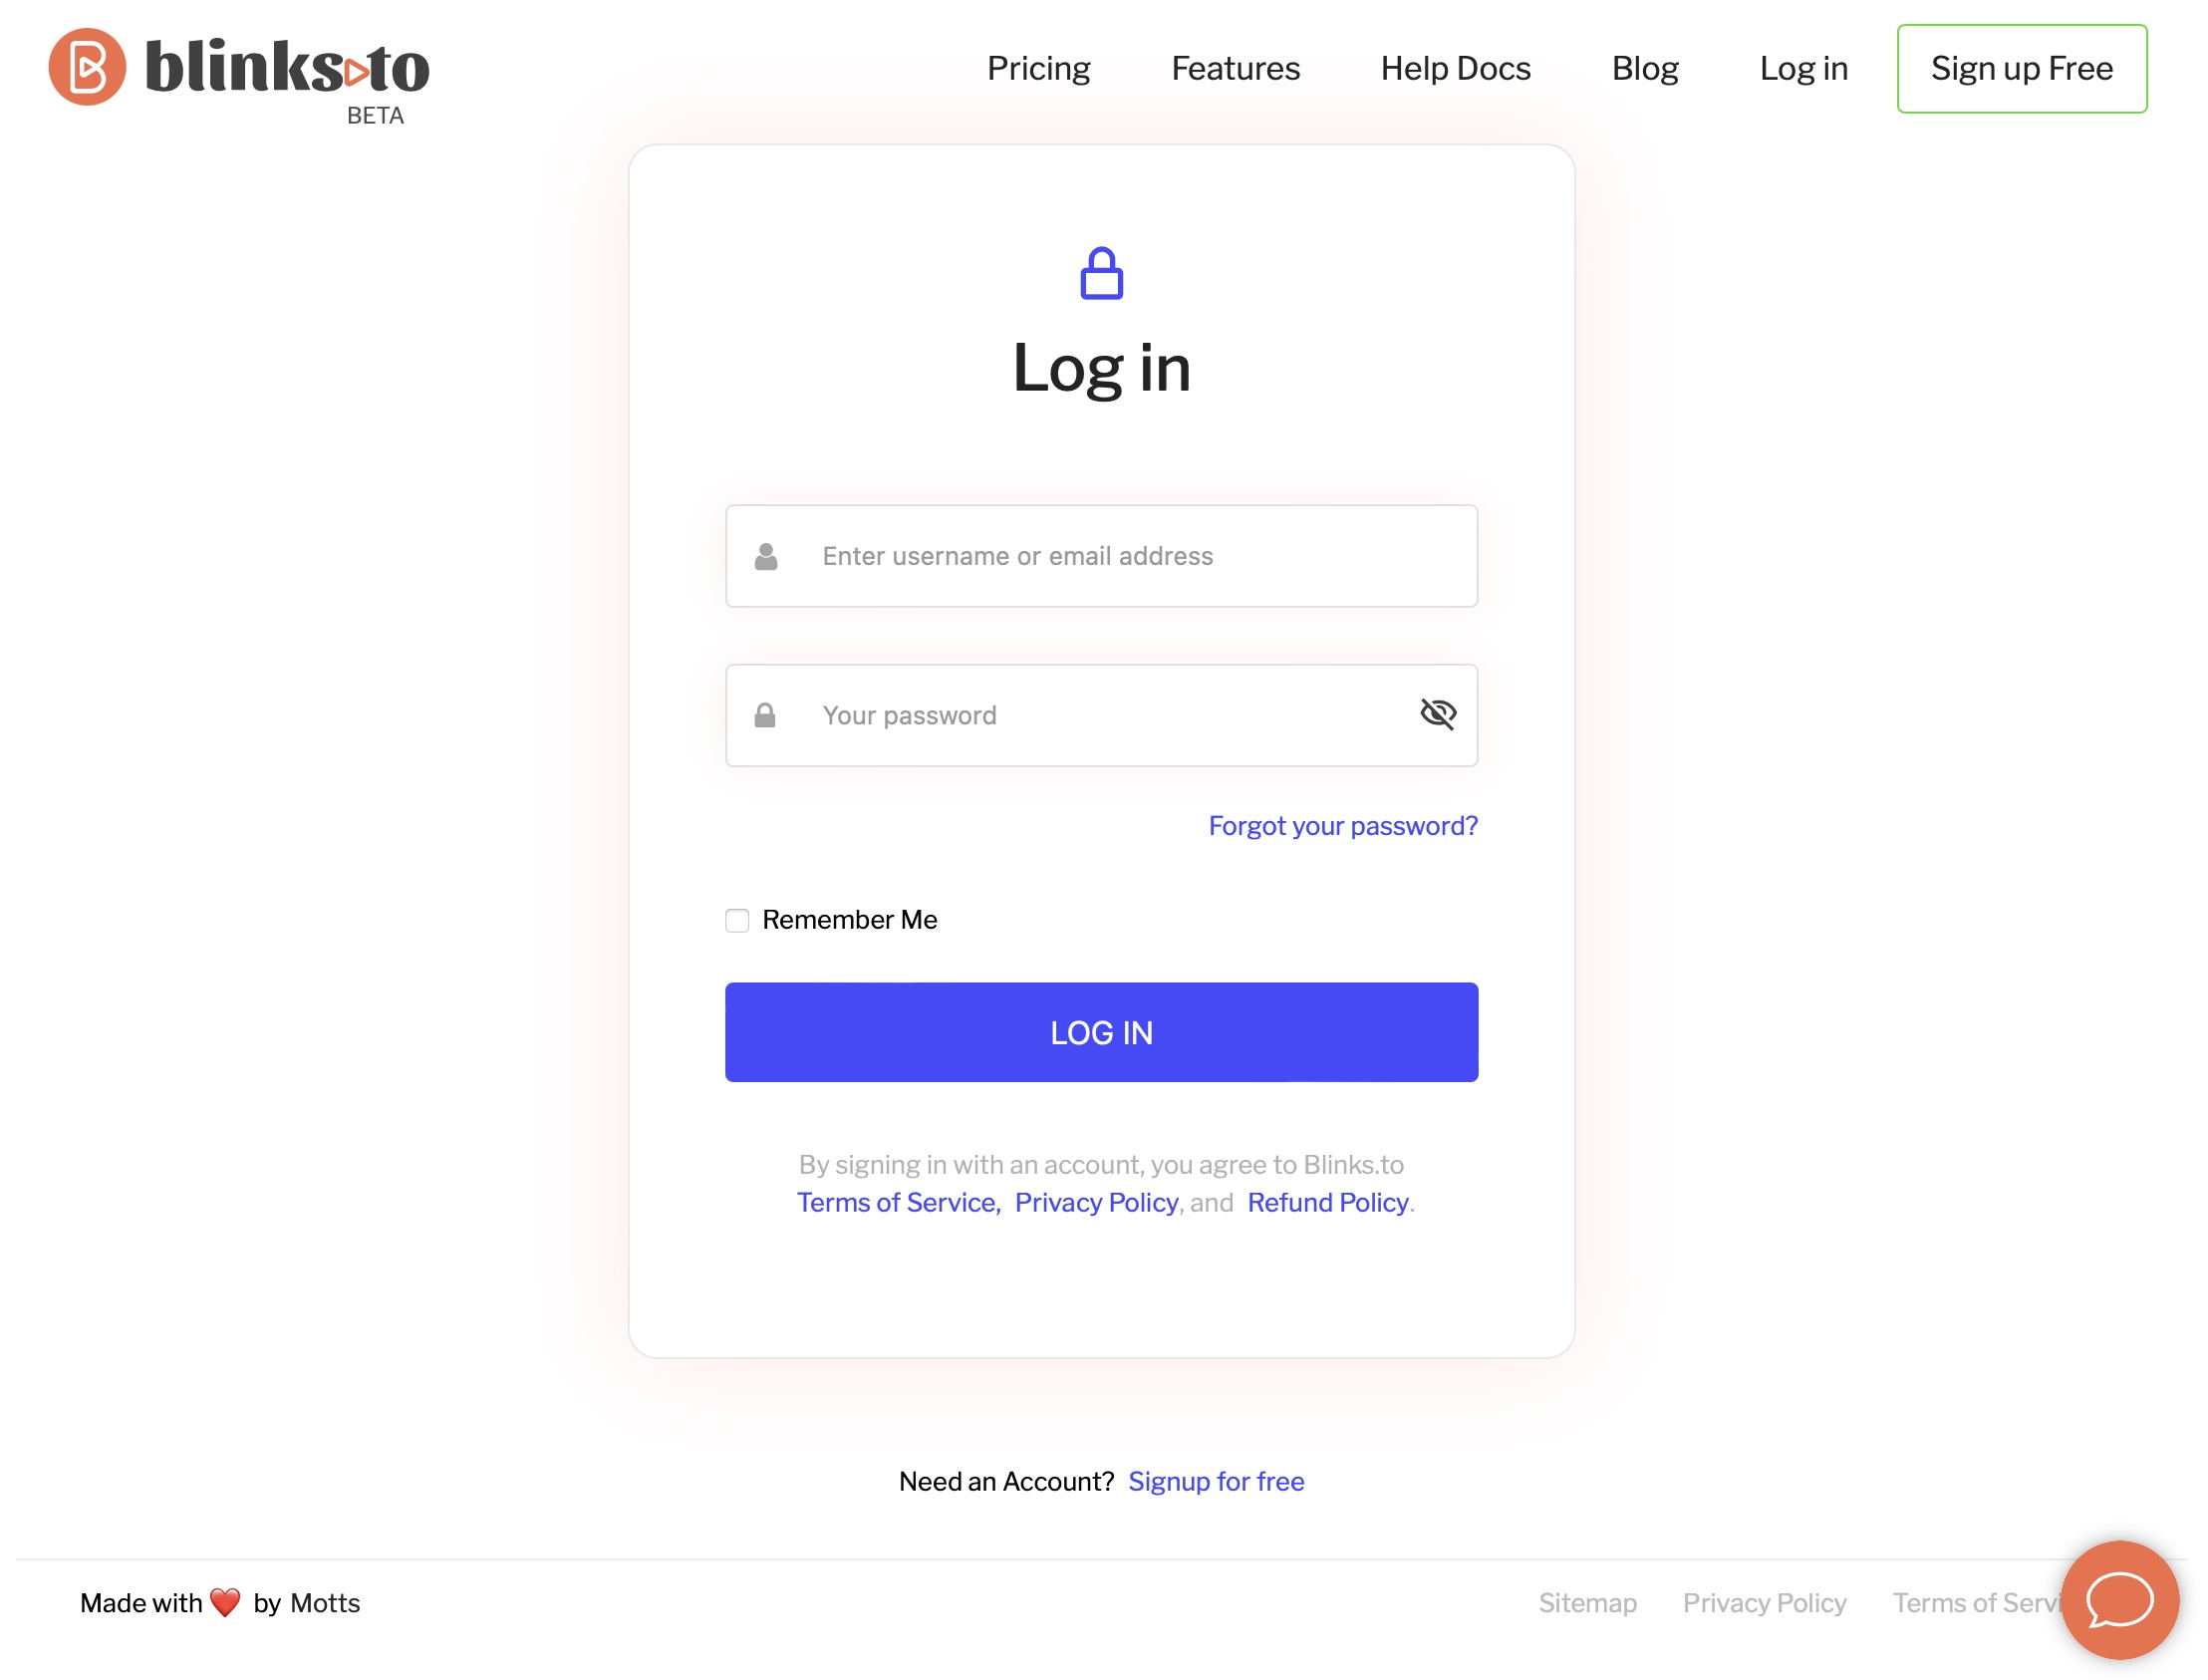 blinks.to
BETA
Pricing
Features
Help Docs
Blog
Log in
Sign up Free
Log in
Enter username or email address
Your password
Forgot your password?
Remember Me
LOG IN
By signing in with an account, you agree to Blinks.to
Terms of Service, Privacy Policy, and Refund Policy.
Need an Account? Signup for free
Made with ❤️ by Motts
Sitemap
Privacy Policy
Terms of Servi